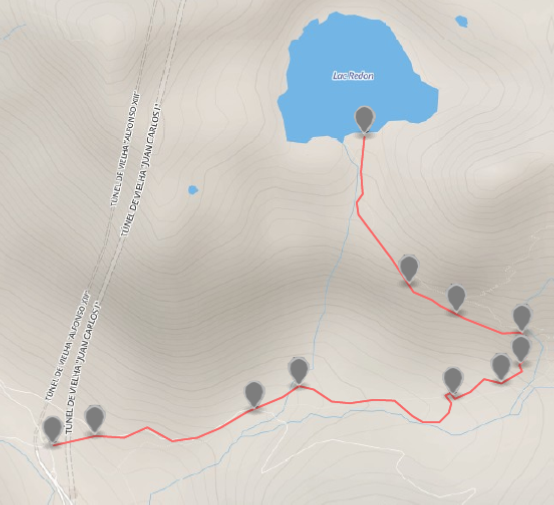 Lac Redon
TÚNEL DE VIELHA "ALFONSO XIII"
TÚNEL DE VIELHA "JUAN CARLOS I"
TÚNEL DE VIELHA "ALFONSO XIII"
TÚNEL DE VIELHA "JUAN CARLOS I"